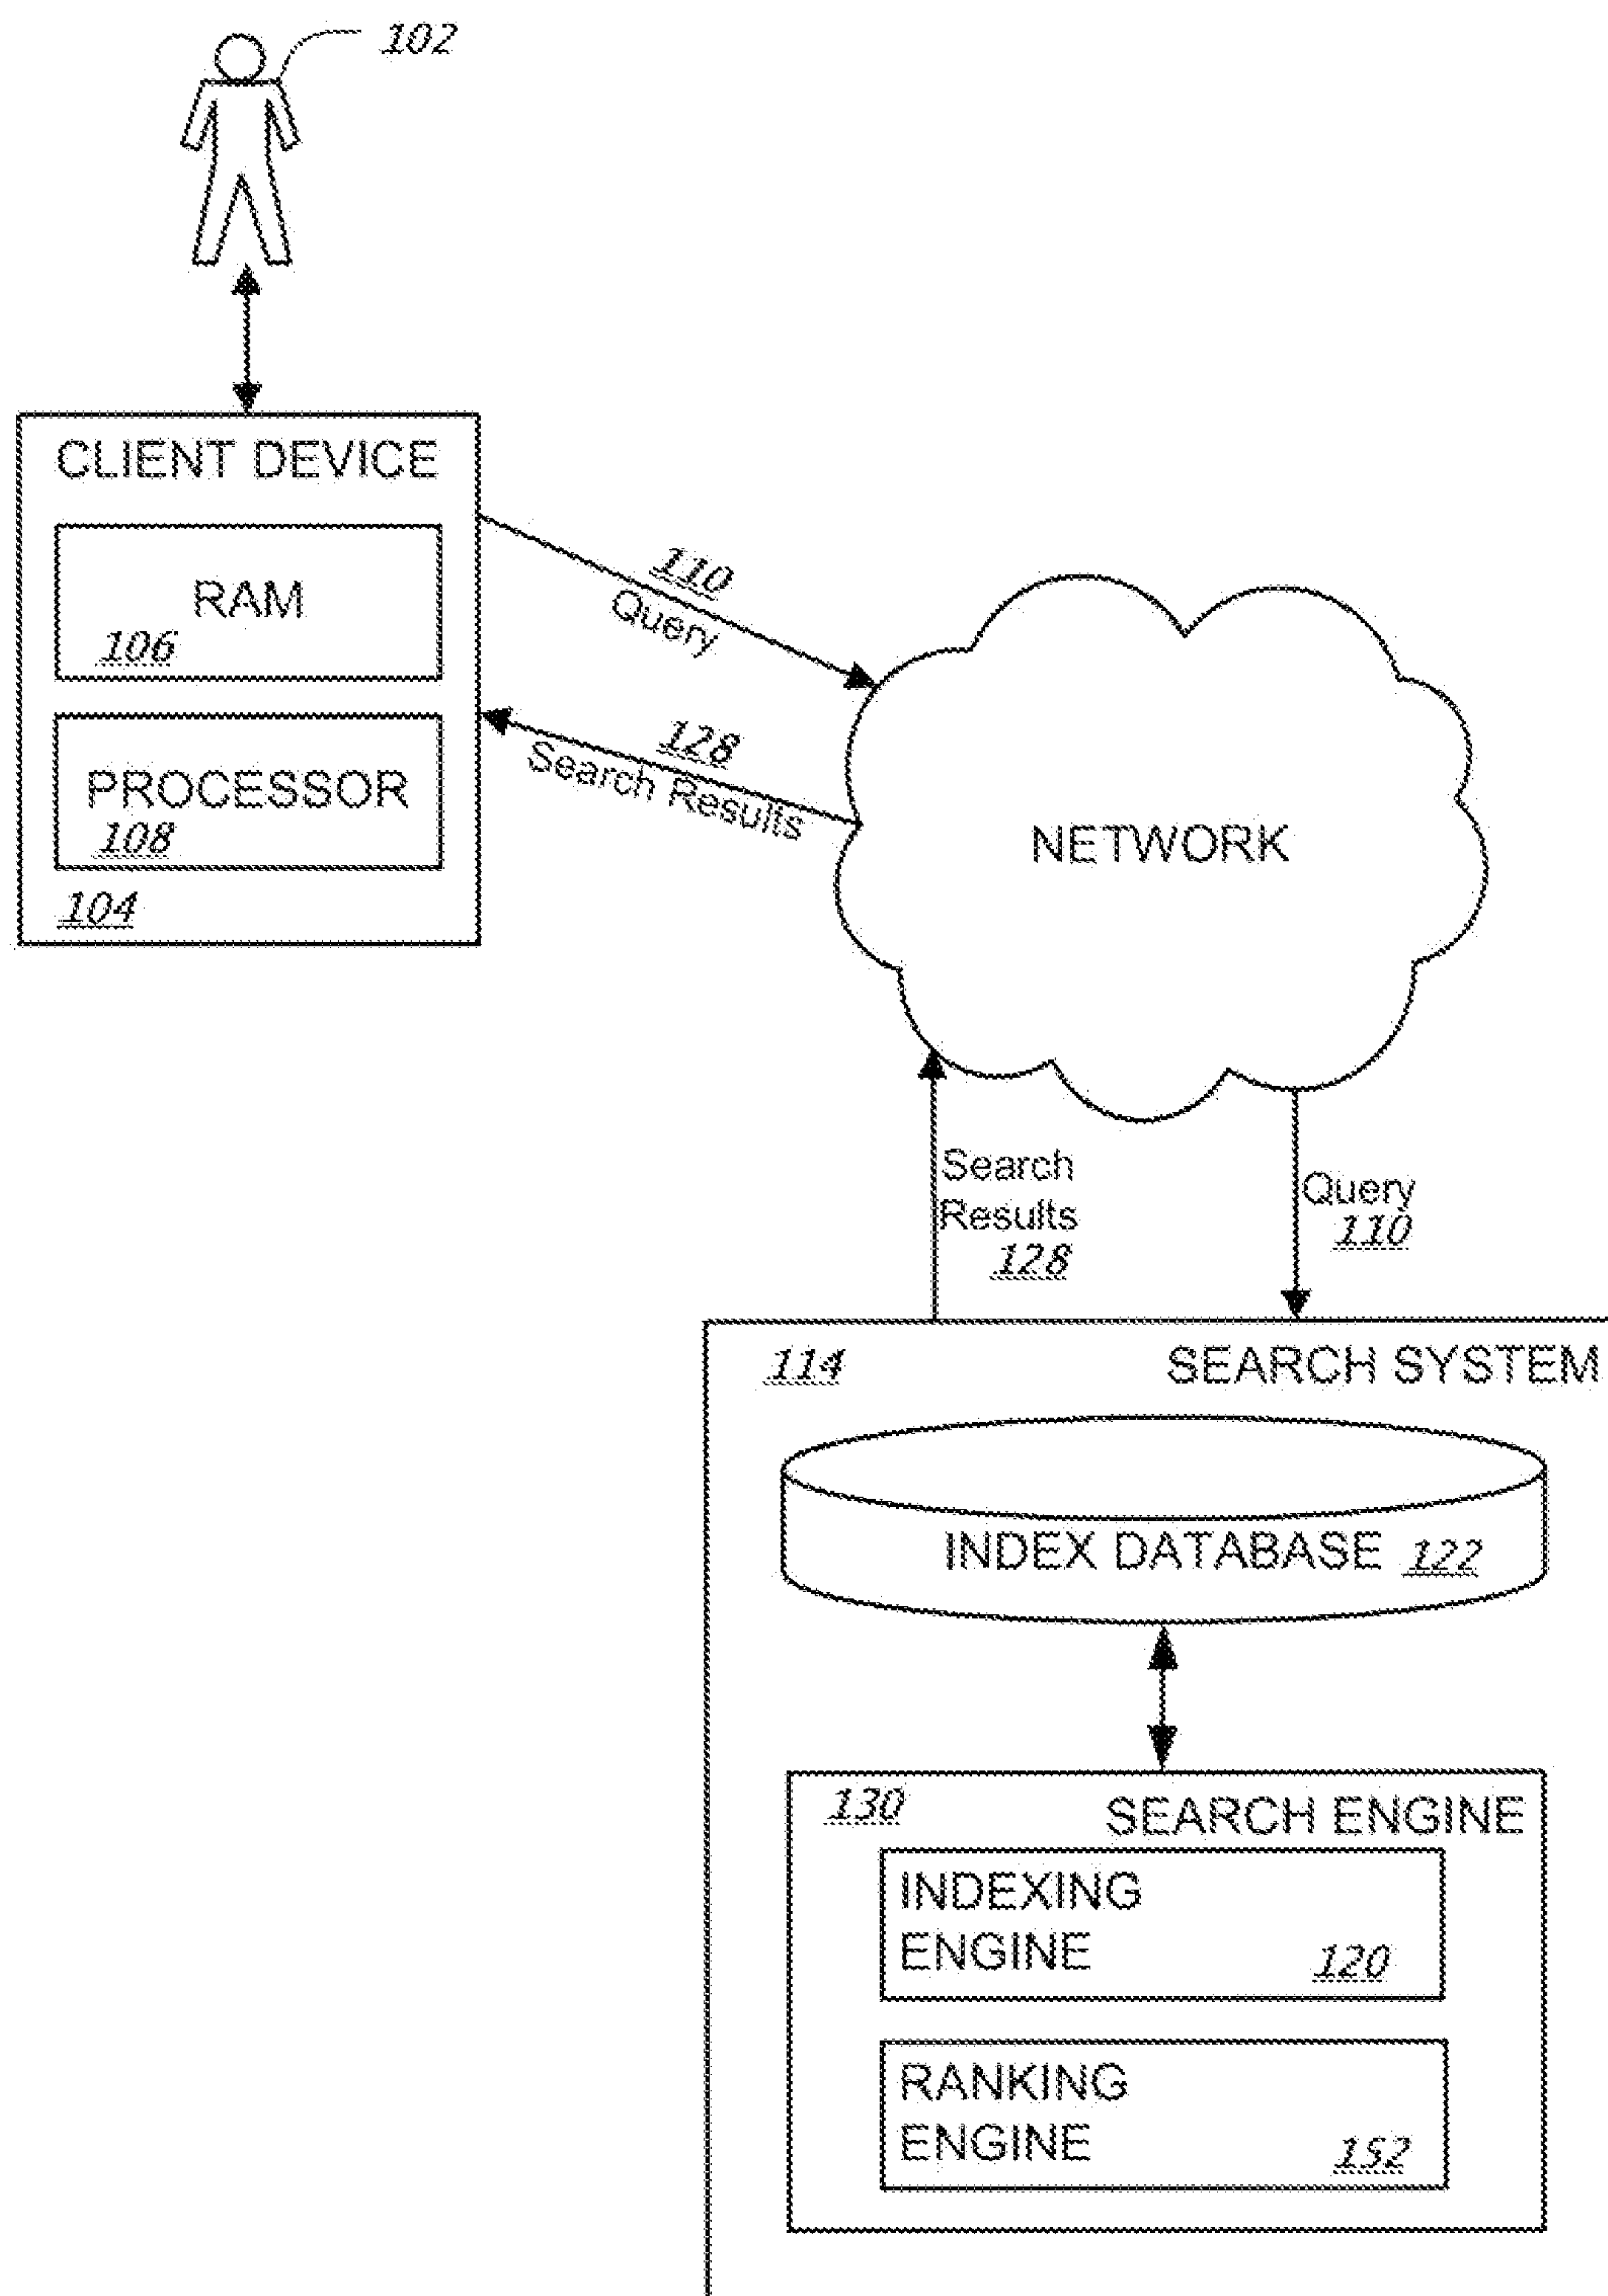 102
CLIENT DEVICE
RAM
106
PROCESSOR
108
104
110
Query
128
Search Results
NETWORK
Search
Results
128
Query
110
114
SEARCH SYSTEM
INDEX DATABASE 122
130
SEARCH ENGINE
INDEXING
ENGINE
120
RANKING
ENGINE
152